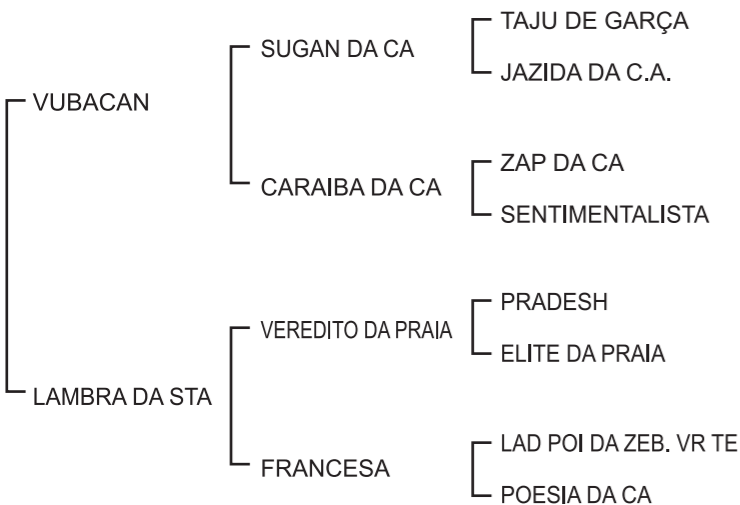 TAJU DE GARÇA
SUGAN DA CA
JAZIDA DA C.A.
VUBACAN
ZAP DA CA
CARAIBA DA CA
SENTIMENTALISTA
PRADESH
VEREDITO DA PRAIA
ELITE DA PRAIA
LAMBRA DA STA
LAD POI DA ZEB. VR TE
FRANCESA
POESIA DA CA